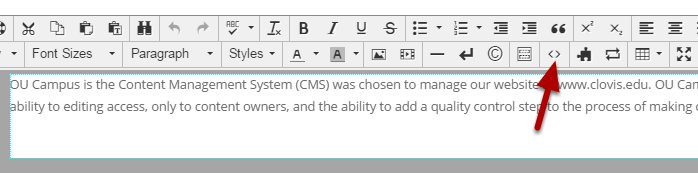 ABC
B I U S
Font Sizes Paragraph Styles A A
OU Campus is the Content Management System (CMS) was chosen to manage our website www.clovis.edu. OU
ability to editing access, only to content owners, and the ability to add a quality control step to the process of making